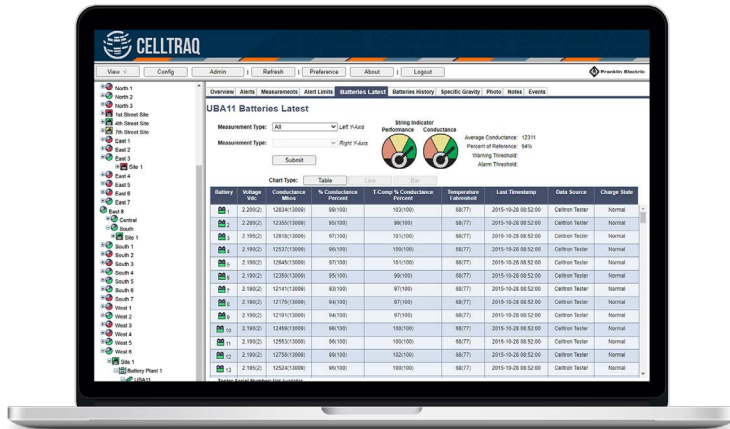 CELLTRAQ
View Config Admin | Refresh | Preference About | Logout Franklin Electric
North 1
North 2
North 3
1st Street Site
4th Street Site
7th Street Site
East 1
East 2
East 3
Site 1
East 4
East 5
East 6
East 7
East 8
Central
South
Site 1
South 1
South 2
South 3
South 4
South 5
South 6
South 7
West 1
West 2
West 3
West 4
West 5
West 6
Site 1
Battery Plant 1
UBA11
Overview Alerts Measurements Alert Limits Batteries Latest Batteries History Specific Gravity Photo Notes Events
UBA11 Batteries Latest
Measurement Type: All Left Y-Axis
Measurement Type: Right Y-Axis
Submit
String Indicator
Performance Conductance
Average Conductance: 12311
Percent of Reference: 94%
Warning Threshold:
Alarm Threshold:
Chart Type: Table Line Bar
Battery Voltage Vdc Conductance Mhos % Conductance Percent T-Comp % Conductance Percent Temperature Fahrenheit Last Timestamp Data Source Charge State
1 2.200(2) 12834(13000) 99(100) 103(100) 68(77) 2015-10-28 08:52:00 Celltron Tester Normal
2 2.200(2) 12355(13000) 95(100) 99(100) 68(77) 2015-10-28 08:52:00 Celltron Tester Normal
3 2.195(2) 12618(13000) 97(100) 101(100) 68(77) 2015-10-28 08:52:00 Celltron Tester Normal
4 2.190(2) 12537(13000) 96(100) 100(100) 68(77) 2015-10-28 08:52:00 Celltron Tester Normal
5 2.190(2) 12645(13000) 97(100) 101(100) 68(77) 2015-10-28 08:52:00 Celltron Tester Normal
6 2.190(2) 12350(13000) 95(100) 99(100) 68(77) 2015-10-28 08:52:00 Celltron Tester Normal
7 2.190(2) 12141(13000) 93(100) 97(100) 68(77) 2015-10-28 08:52:00 Celltron Tester Normal
8 2.190(2) 12175(13000) 94(100) 97(100) 68(77) 2015-10-28 08:52:00 Celltron Tester Normal
9 2.190(2) 12191(13000) 94(100) 97(100) 68(77) 2015-10-28 08:52:00 Celltron Tester Normal
10 2.190(2) 12499(13000) 96(100) 100(100) 68(77) 2015-10-28 08:52:00 Celltron Tester Normal
11 2.190(2) 12553(13000) 96(100) 100(100) 68(77) 2015-10-28 08:52:00 Celltron Tester Normal
12 2.190(2) 12756(13000) 98(100) 102(100) 68(77) 2015-10-28 08:52:00 Celltron Tester Normal
13 2.195(2) 12524(13000) 96(100) 100(100) 68(77) 2015-10-28 08:52:00 Celltron Tester Normal